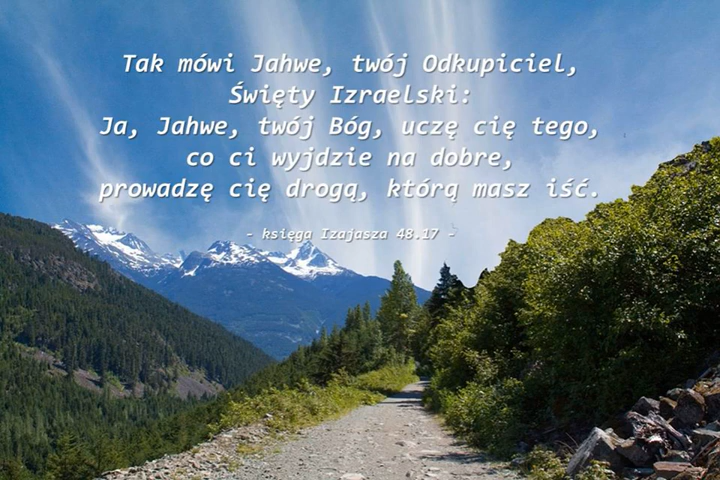 Tak mówi Jahwe, twój Odkupiciel,
Święty Izraelski:
Ja, Jahwe, twój Bóg, uczę cię tego,
co ci wyjdzie na dobre,
prowadzę cię drogą, którą masz iść.
- księga Izajasza 48.17 -